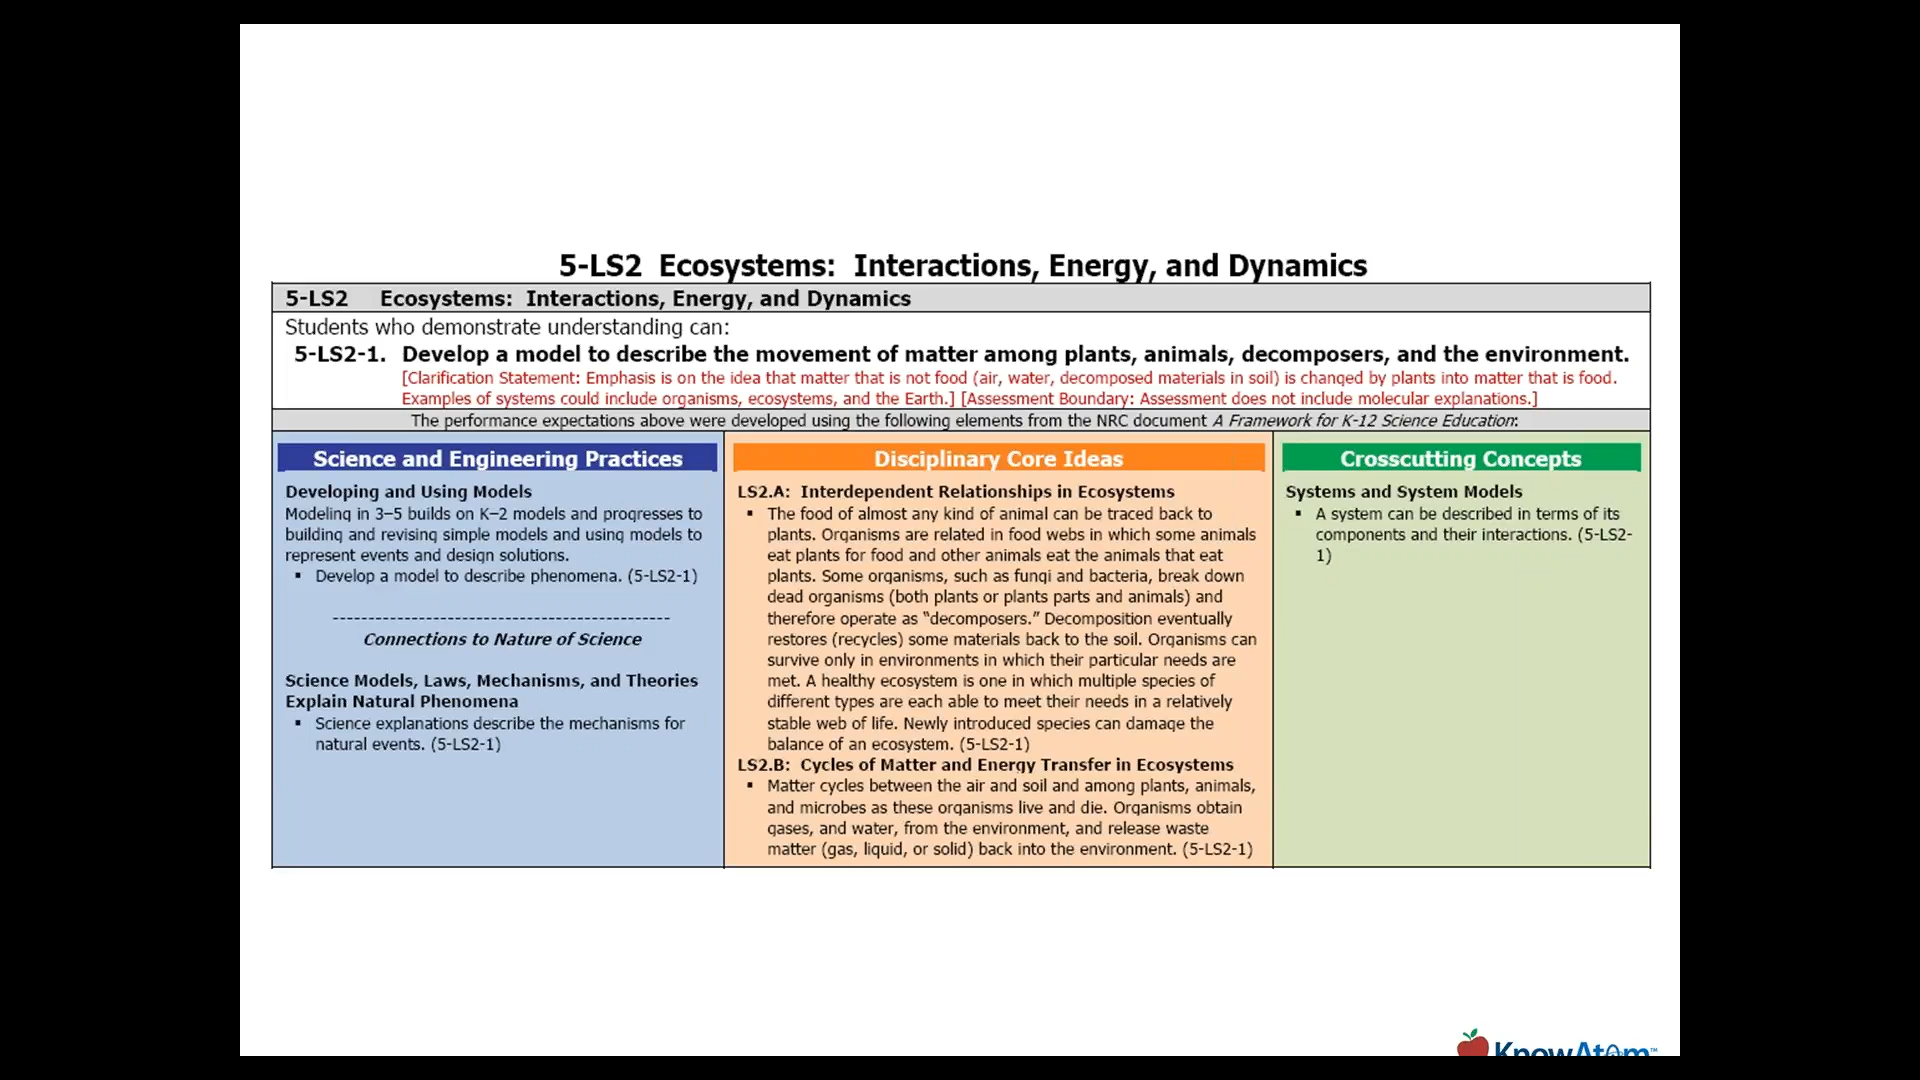 5-LS2 Ecosystems: Interactions, Energy, and Dynamics
5-LS2 Ecosystems: Interactions, Energy, and Dynamics
Students who demonstrate understanding can:
5-LS2-1. Develop a model to describe the movement of matter among plants, animals, decomposers, and the environment.
[Clarification Statement: Emphasis is on the idea that matter that is not food (air, water, decomposed materials in soil) is changed by plants into matter that is food.
Examples of systems could include organisms, ecosystems, and the Earth.] [Assessment Boundary: Assessment does not include molecular explanations.]
The performance expectations above were developed using the following elements from the NRC document A Framework for K-12 Science Education:
Science and Engineering Practices
Developing and Using Models
Modeling in 3–5 builds on K–2 models and progresses to
building and revising simple models and using models to
represent events and design solutions.
▪ Develop a model to describe phenomena. (5-LS2-1)
----------------------------------------------
Connections to Nature of Science
Science Models, Laws, Mechanisms, and Theories
Explain Natural Phenomena
▪ Science explanations describe the mechanisms for
natural events. (5-LS2-1)
Disciplinary Core Ideas
LS2.A: Interdependent Relationships in Ecosystems
▪ The food of almost any kind of animal can be traced back to
plants. Organisms are related in food webs in which some animals
eat plants for food and other animals eat the animals that eat
plants. Some organisms, such as fungi and bacteria, break down
dead organisms (both plants or plants parts and animals) and
therefore operate as “decomposers.” Decomposition eventually
restores (recycles) some materials back to the soil. Organisms can
survive only in environments in which their particular needs are
met. A healthy ecosystem is one in which multiple species of
different types are each able to meet their needs in a relatively
stable web of life. Newly introduced species can damage the
balance of an ecosystem. (5-LS2-1)
LS2.B: Cycles of Matter and Energy Transfer in Ecosystems
▪ Matter cycles between the air and soil and among plants, animals,
and microbes as these organisms live and die. Organisms obtain
gases, and water, from the environment, and release waste
matter (gas, liquid, or solid) back into the environment. (5-LS2-1)
Crosscutting Concepts
Systems and System Models
▪ A system can be described in terms of its
components and their interactions. (5-LS2-
1)
KnowAtom™